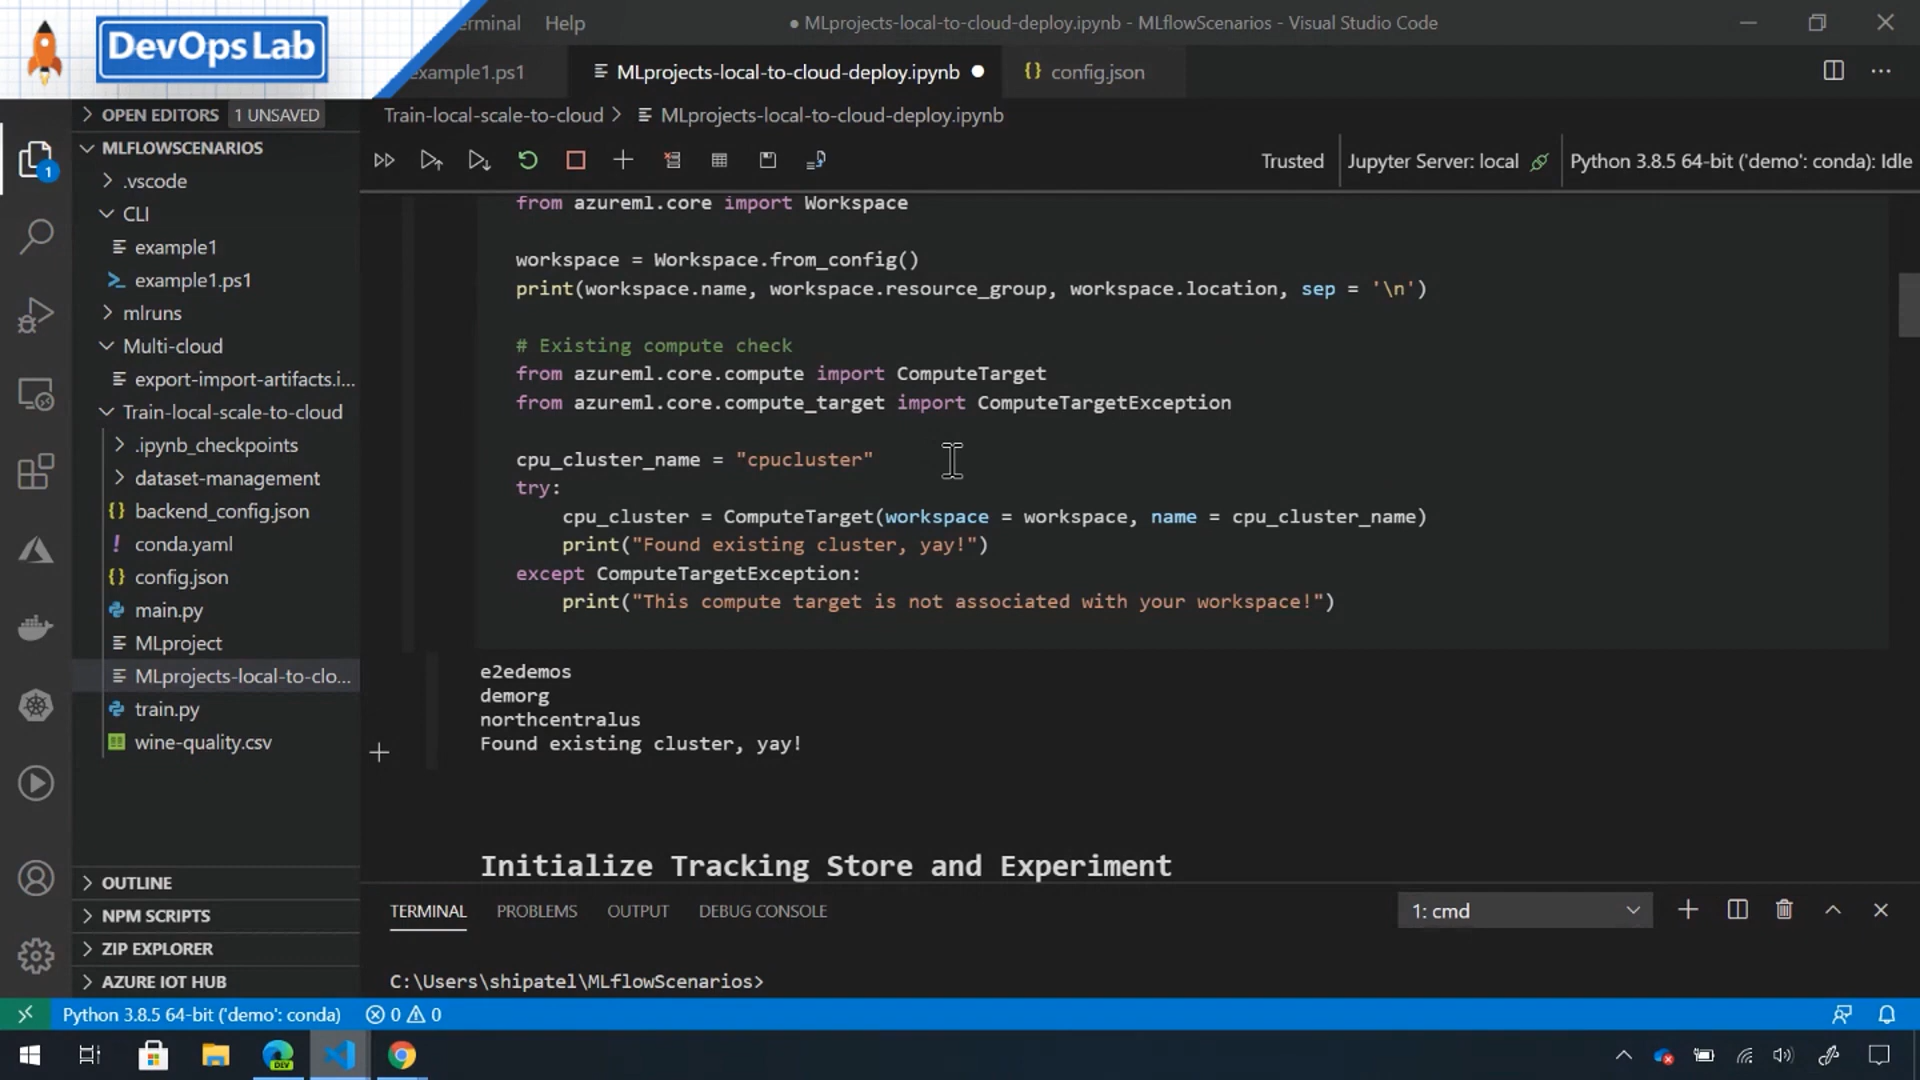 DevOps Lab
erminal Help
● MLprojects-local-to-cloud-deploy.ipynb - MLflowScenarios - Visual Studio Code
example1.ps1
MLprojects-local-to-cloud-deploy.ipynb
{} config.json
OPEN EDITORS 1 UNSAVED
Train-local-scale-to-cloud > MLprojects-local-to-cloud-deploy.ipynb
Trusted
Jupyter Server: local
Python 3.8.5 64-bit ('demo': conda): Idle
1
MLFLOWSCENARIOS
.vscode
CLI
example1
example1.ps1
mlruns
Multi-cloud
export-import-artifacts.i...
Train-local-scale-to-cloud
.ipynb_checkpoints
dataset-management
{} backend_config.json
! conda.yaml
{} config.json
main.py
MLproject
MLprojects-local-to-clo...
train.py
wine-quality.csv
OUTLINE
NPM SCRIPTS
ZIP EXPLORER
AZURE IOT HUB
from azureml.core import Workspace
workspace = Workspace.from_config()
print(workspace.name, workspace.resource_group, workspace.location, sep = '\n')
# Existing compute check
from azureml.core.compute import ComputeTarget
from azureml.core.compute_target import ComputeTargetException
cpu_cluster_name = "cpucluster"
try:
cpu_cluster = ComputeTarget(workspace = workspace, name = cpu_cluster_name)
print("Found existing cluster, yay!")
except ComputeTargetException:
print("This compute target is not associated with your workspace!")
e2edemos
demorg
northcentralus
Found existing cluster, yay!
Initialize Tracking Store and Experiment
TERMINAL PROBLEMS OUTPUT DEBUG CONSOLE
1: cmd
C:\Users\shipatel\MLflowScenarios>
Python 3.8.5 64-bit ('demo': conda)
0 0
DEV